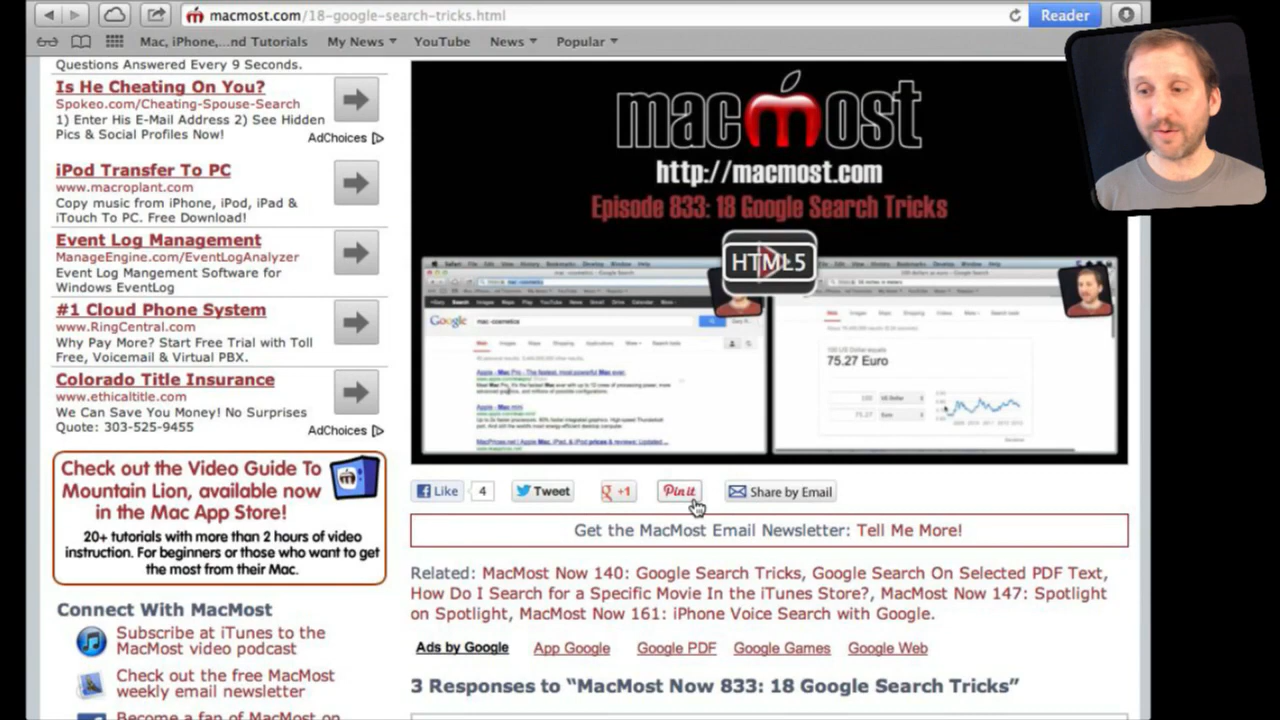 macmost.com/18-google-search-tricks.html
Reader
Mac, iPhone,...nd Tutorials
My News
YouTube
News
Popular
Questions Answered Every 9 Seconds.
Is He Cheating On You?
Spokeo.com/Cheating-Spouse-Search
1) Enter His E-Mail Address 2) See Hidden
Pics & Social Profiles Now!
AdChoices
iPod Transfer To PC
www.macroplant.com
Copy music from iPhone, iPod, iPad &
iTouch To PC. Free Download!
Event Log Management
ManageEngine.com/EventLogAnalyzer
Event Log Mangement Software for
Windows EventLog
#1 Cloud Phone System
www.RingCentral.com
Why Pay More? Start Free Trial with Toll
Free, Voicemail & Virtual PBX.
Colorado Title Insurance
www.ethicaltitle.com
We Can Save You Money! No Surprises
Quote: 303-525-9455
AdChoices
Check out the Video Guide To
Mountain Lion, available now
in the Mac App Store!
20+ tutorials with more than 2 hours of video
instruction. For beginners or those who want to get
the most from their Mac.
Connect With MacMost
Subscribe at iTunes to the
MacMost video podcast
Check out the free MacMost
weekly email newsletter
Become a fan of MacMost on
macmost
http://macmost.com
Episode 833: 18 Google Search Tricks
HTML5
Google
mac -cosmetics
100 US Dollar equals
75.27 Euro
Like
4
Tweet
g +1
Pin it
Share by Email
Get the MacMost Email Newsletter: Tell Me More!
Related: MacMost Now 140: Google Search Tricks, Google Search On Selected PDF Text,
How Do I Search for a Specific Movie In the iTunes Store?, MacMost Now 147: Spotlight
on Spotlight, MacMost Now 161: iPhone Voice Search with Google.
Ads by Google
App Google
Google PDF
Google Games
Google Web
3 Responses to “MacMost Now 833: 18 Google Search Tricks”